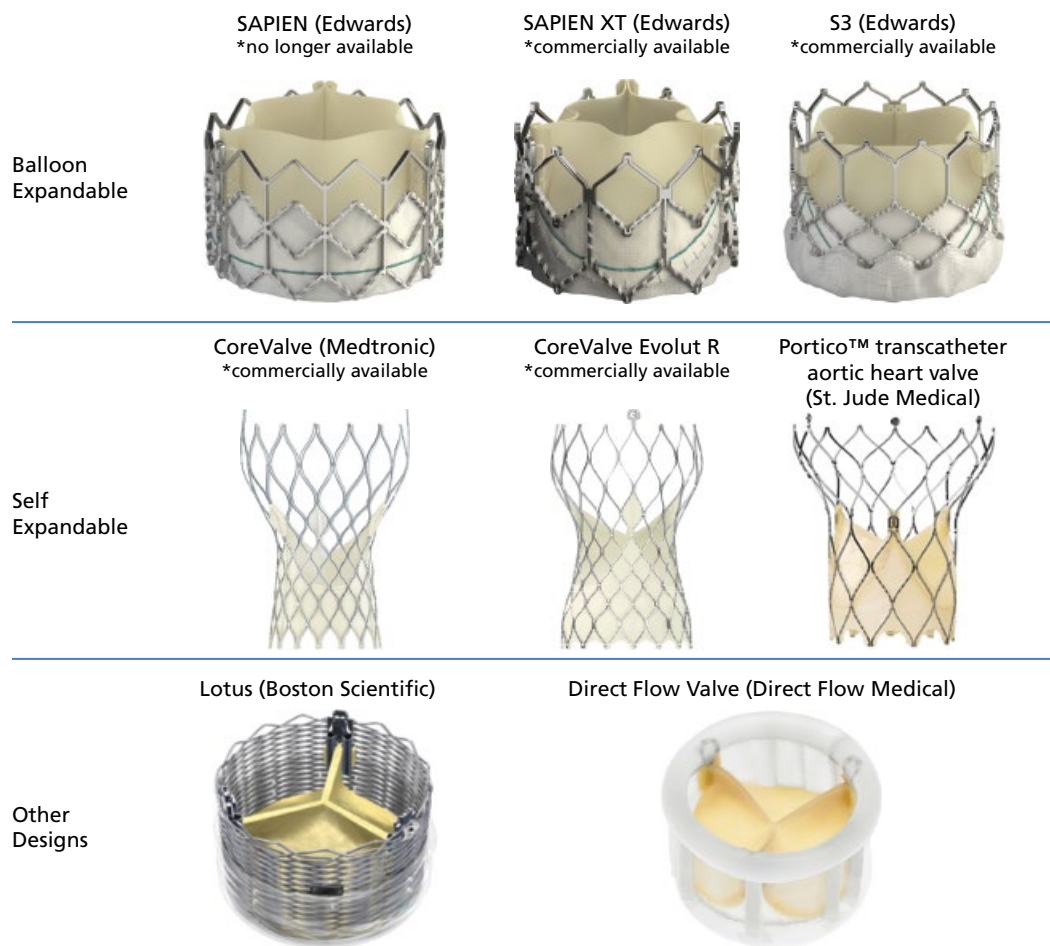 SAPIEN (Edwards)
*no longer available
SAPIEN XT (Edwards)
*commercially available
S3 (Edwards)
*commercially available
Balloon
Expandable
CoreValve (Medtronic)
*commercially available
CoreValve Evolut R
*commercially available
Portico™ transcatheter
aortic heart valve
(St. Jude Medical)
Self
Expandable
Lotus (Boston Scientific)
Direct Flow Valve (Direct Flow Medical)
Other
Designs